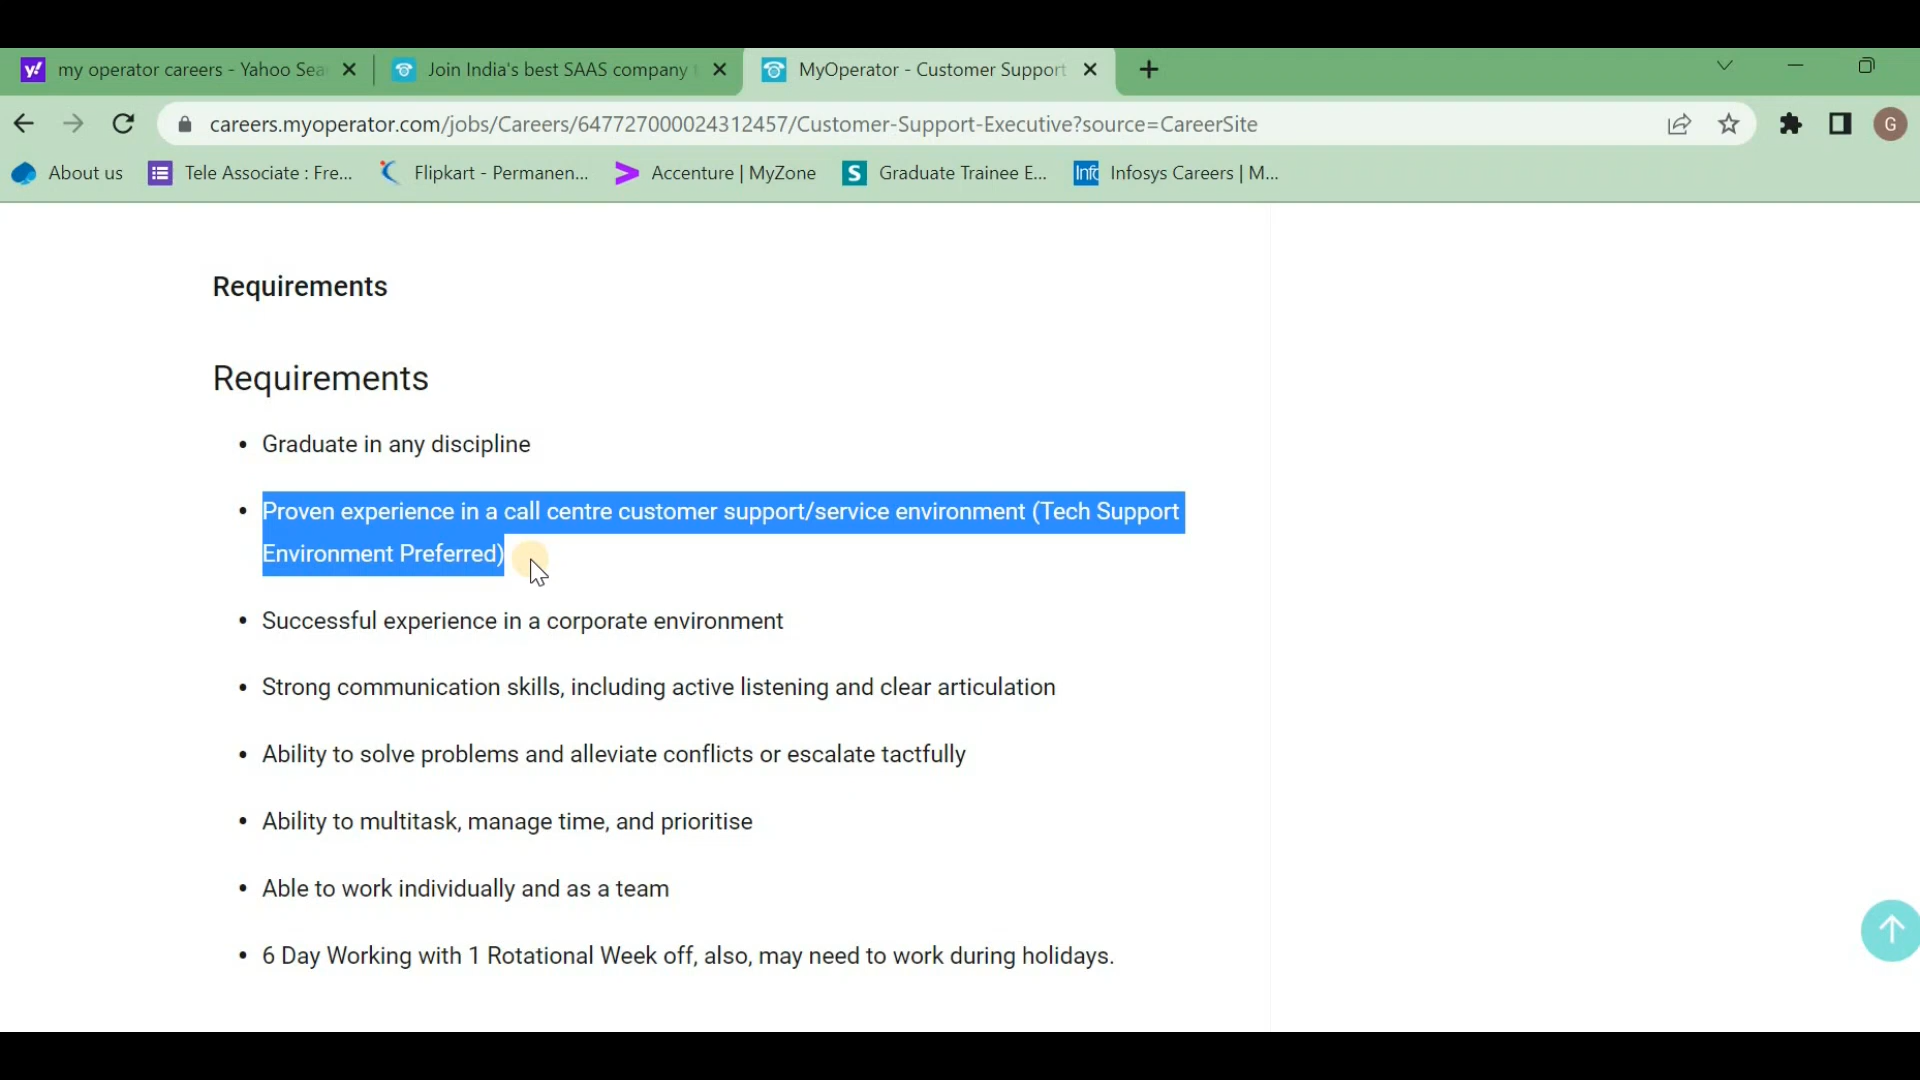 my operator careers - Yahoo Sea
Join India's best SAAS company
MyOperator - Customer Support
careers.myoperator.com/jobs/Careers/647727000024312457/Customer-Support-Executive?source=CareerSite
G
About us
Tele Associate : Fre...
Flipkart - Permanen...
Accenture | MyZone
S
Graduate Trainee E...
Info
Infosys Careers | M...
Requirements
Requirements
• Graduate in any discipline
• Proven experience in a call centre customer support/service environment (Tech Support
Environment Preferred)
• Successful experience in a corporate environment
• Strong communication skills, including active listening and clear articulation
• Ability to solve problems and alleviate conflicts or escalate tactfully
• Ability to multitask, manage time, and prioritise
• Able to work individually and as a team
• 6 Day Working with 1 Rotational Week off, also, may need to work during holidays.